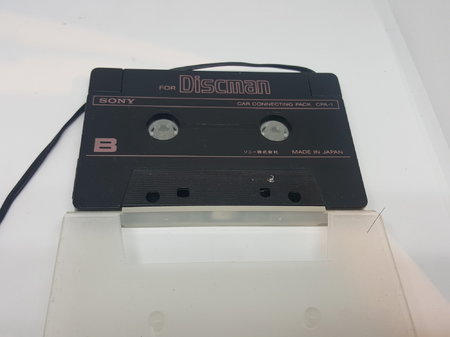 FOR Discman
SONY CAR CONNECTING PACK CPA-1
B
ソニー株式会社 MADE IN JAPAN